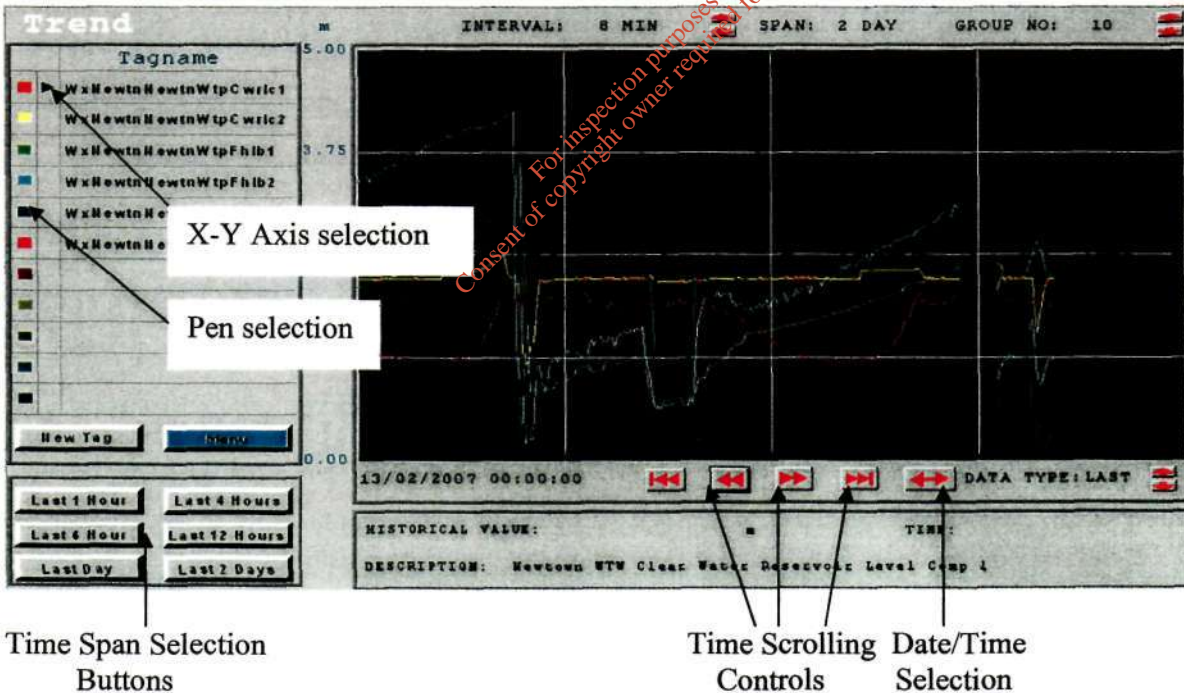 Trend
m
INTERVAL: 8 MIN
SPAN: 2 DAY
GROUP NO: 10
Tagname
WxNewtnNewtnWtpCwrlc1
WxNewtnNewtnWtpCwrlc2
WxNewtnNewtnWtpFhlb1
WxNewtnNewtnWtpFhlb2
WxNewtnNe
WxNewtnNe
5.00
3.75
0.00
X-Y Axis selection
Pen selection
For inspection purposes
Consent of copyright owner required fo
New Tag
Menu
13/02/2007 00:00:00
DATA TYPE: LAST
Last 1 Hour
Last 4 Hours
Last 6 Hour
Last 12 Hours
Last Day
Last 2 Days
HISTORICAL VALUE: m TIME:
DESCRIPTION: Newtown WTW Clear Water Reservoir Level Comp 1
Time Span Selection
Buttons
Time Scrolling
Controls
Date/Time
Selection